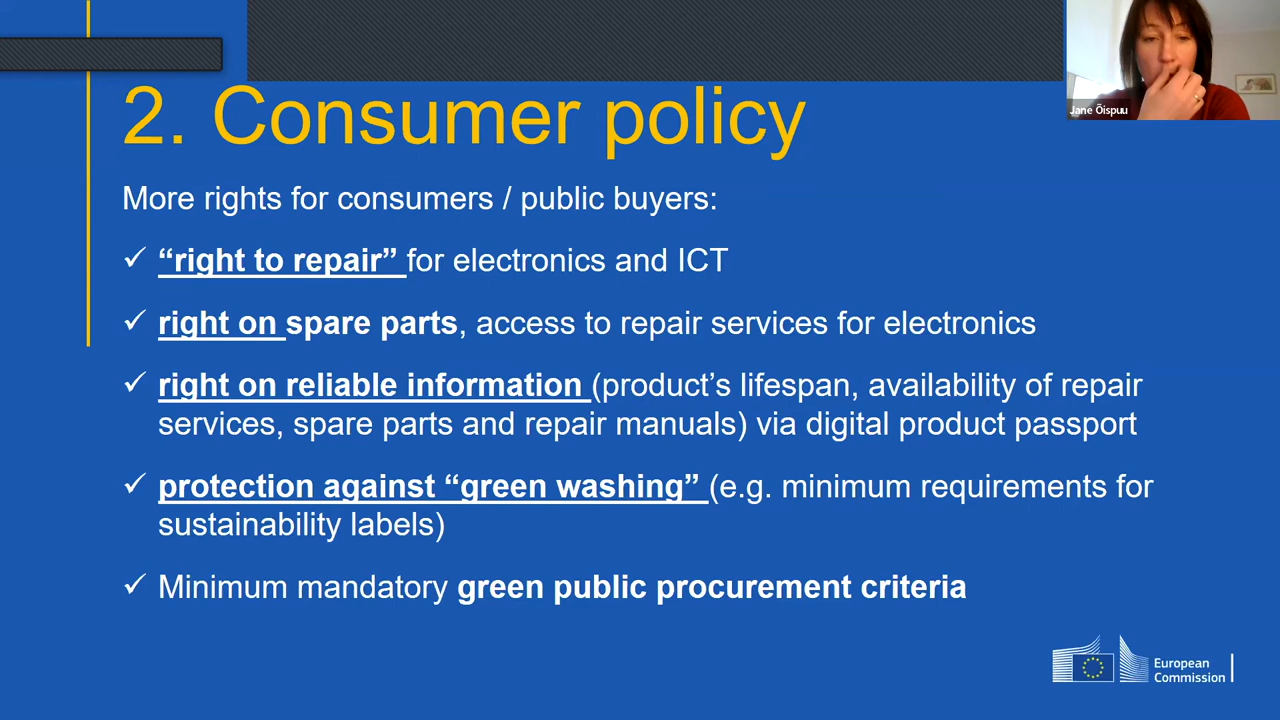 Jane Õispuu
2. Consumer policy
More rights for consumers / public buyers:
✓ “right to repair” for electronics and ICT
✓ right on spare parts, access to repair services for electronics
✓ right on reliable information (product’s lifespan, availability of repair
services, spare parts and repair manuals) via digital product passport
✓ protection against “green washing” (e.g. minimum requirements for
sustainability labels)
✓ Minimum mandatory green public procurement criteria
European
Commission